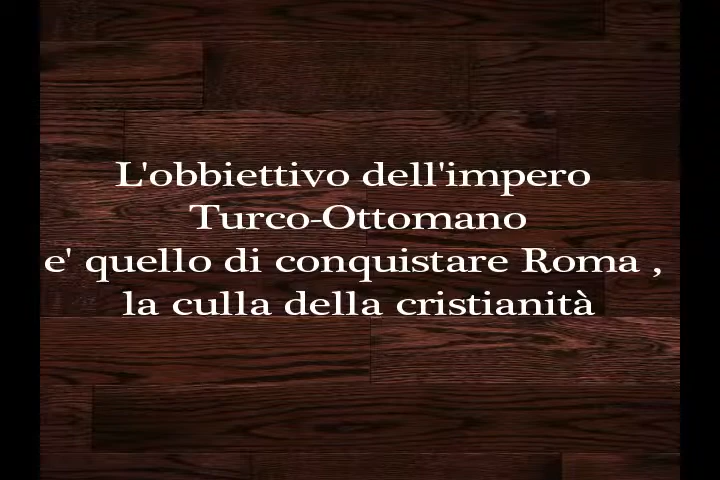 L'obbiettivo dell'impero
Turco-Ottomano
e' quello di conquistare Roma ,
la culla della cristianità